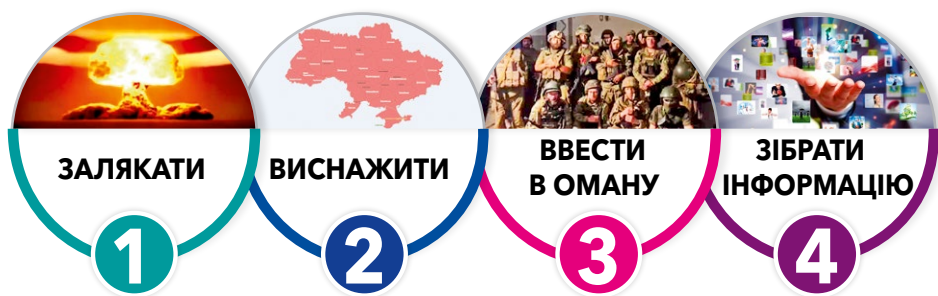 ЗАЛЯКАТИ
ВИСНАЖИТИ
ВВЕСТИ
В ОМАНУ
ЗІБРАТИ
ІНФОРМАЦІЮ
1
2
3
4